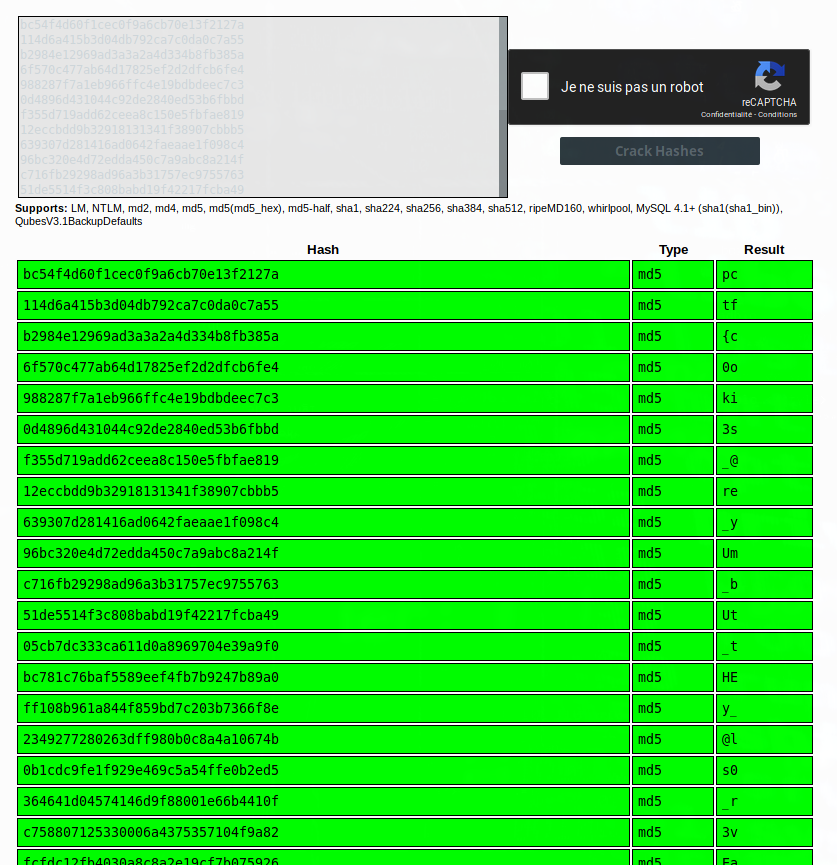 bc54f4d60f1cec0f9a6cb70e13f2127a
114d6a415b3d04db792ca7c0da0c7a55
b2984e12969ad3a3a2a4d334b8fb385a
6f570c477ab64d17825ef2d2dfcb6fe4
988287f7a1eb966ffc4e19bdbdeec7c3
0d4896d431044c92de2840ed53b6fbbd
f355d719add62ceea8c150e5fbfae819
12eccbdd9b32918131341f38907cbbb5
639307d281416ad0642faeaae1f098c4
96bc320e4d72edda450c7a9abc8a214f
c716fb29298ad96a3b31757ec9755763
51de5514f3c808babd19f42217fcba49
Je ne suis pas un robot
reCAPTCHA
Confidentialité - Conditions
Crack Hashes
Supports: LM, NTLM, md2, md4, md5, md5(md5_hex), md5-half, sha1, sha224, sha256, sha384, sha512, ripeMD160, whirlpool, MySQL 4.1+ (sha1(sha1_bin)),
QubesV3.1BackupDefaults
Hash Type Result
bc54f4d60f1cec0f9a6cb70e13f2127a md5 pc
114d6a415b3d04db792ca7c0da0c7a55 md5 tf
b2984e12969ad3a3a2a4d334b8fb385a md5 {c
6f570c477ab64d17825ef2d2dfcb6fe4 md5 0o
988287f7a1eb966ffc4e19bdbdeec7c3 md5 ki
0d4896d431044c92de2840ed53b6fbbd md5 3s
f355d719add62ceea8c150e5fbfae819 md5 _@
12eccbdd9b32918131341f38907cbbb5 md5 re
639307d281416ad0642faeaae1f098c4 md5 _y
96bc320e4d72edda450c7a9abc8a214f md5 Um
c716fb29298ad96a3b31757ec9755763 md5 _b
51de5514f3c808babd19f42217fcba49 md5 Ut
05cb7dc333ca611d0a8969704e39a9f0 md5 _t
bc781c76baf5589eef4fb7b9247b89a0 md5 HE
ff108b961a844f859bd7c203b7366f8e md5 y_
2349277280263dff980b0c8a4a10674b md5 @l
0b1cdc9fe1f929e469c5a54ffe0b2ed5 md5 s0
364641d04574146d9f88001e66b4410f md5 _r
c758807125330006a4375357104f9a82 md5 3v
fcfdc12fb4030a8c8a2e19cf7b075926 md5 Ea